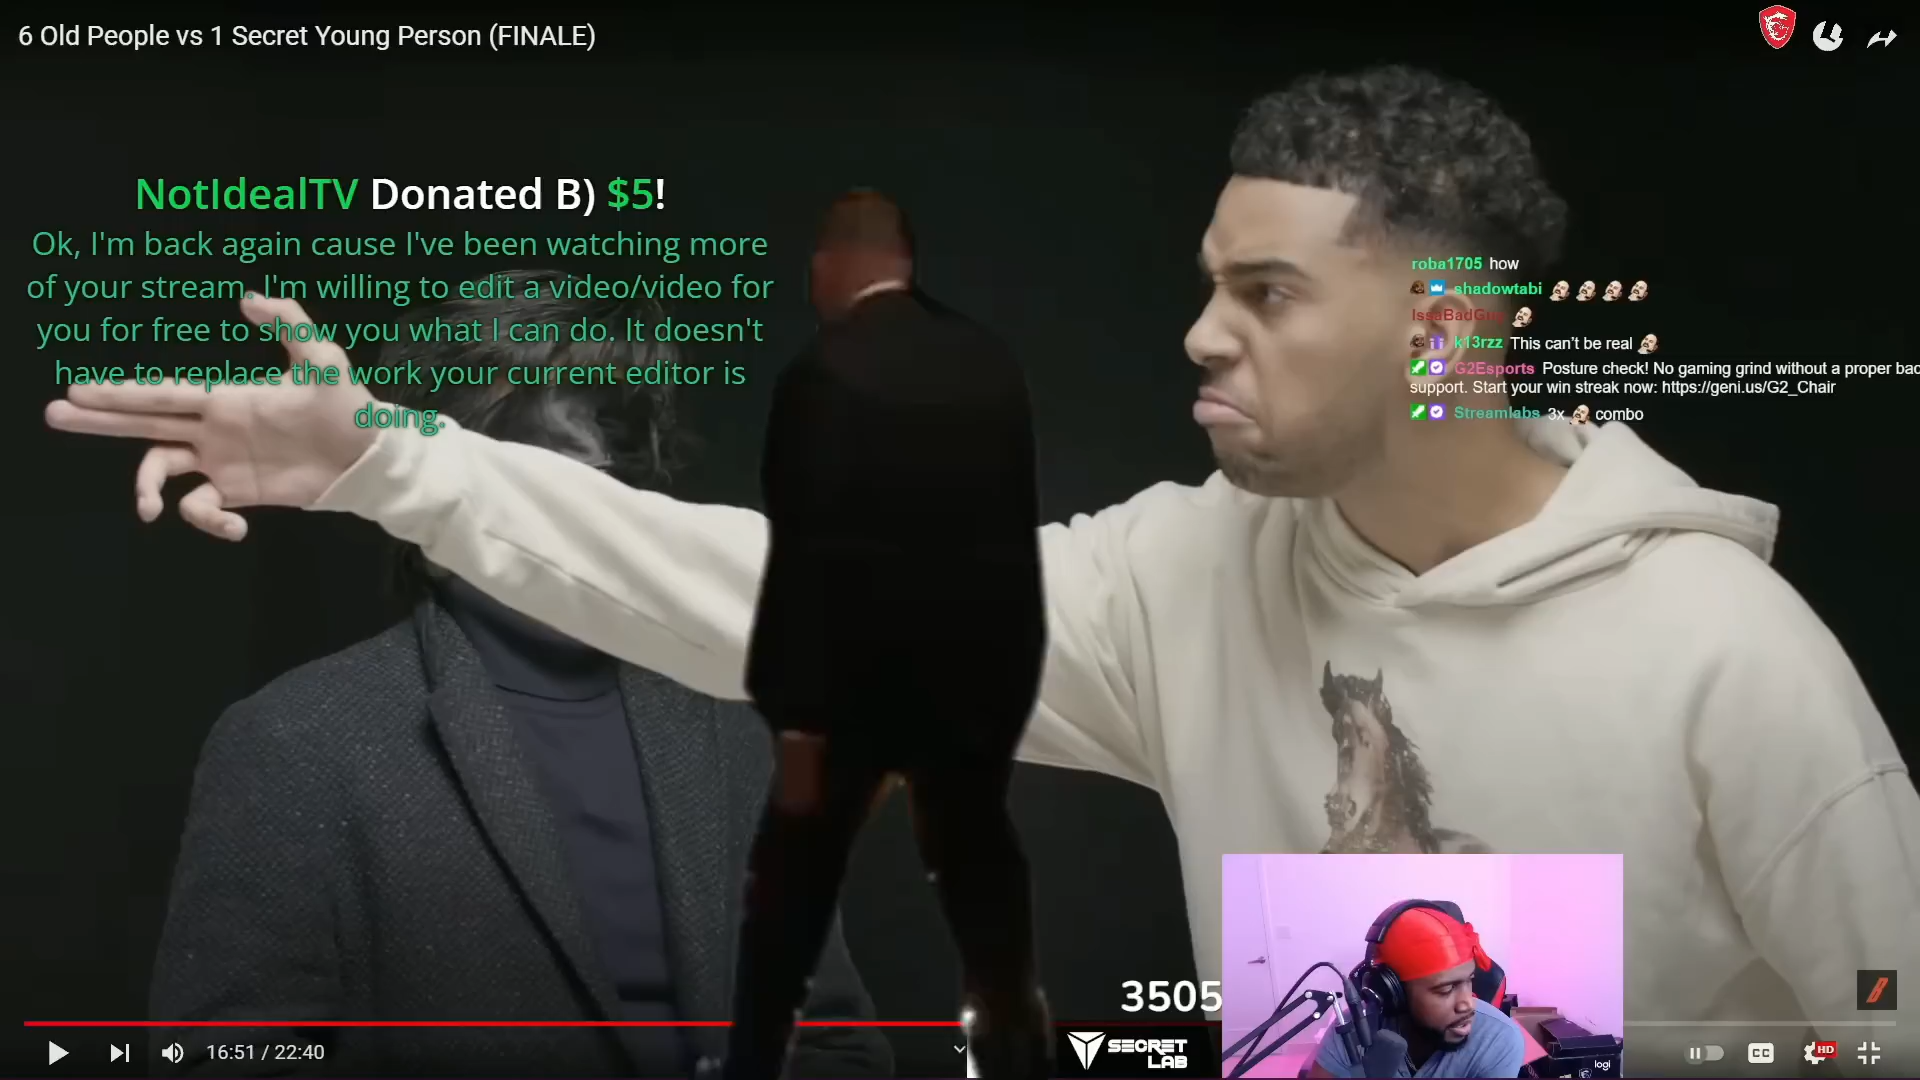 6 Old People vs 1 Secret Young Person (FINALE)
NotIdealTV Donated B) $5!
Ok, I'm back again cause I've been watching more
of your stream. I'm willing to edit a video/video for
you for free to show you what I can do. It doesn't
have to replace the work your current editor is
doing.
roba1705 how
shadowtabi
k13rzz This can't be real
G2Esports Posture check! No gaming grind without a proper bac
support. Start your win streak now: https://geni.us/G2_Chair
Streamlabs 3x combo
3505
SECRET
LAB
logi
16:51 / 22:40
CC
HD